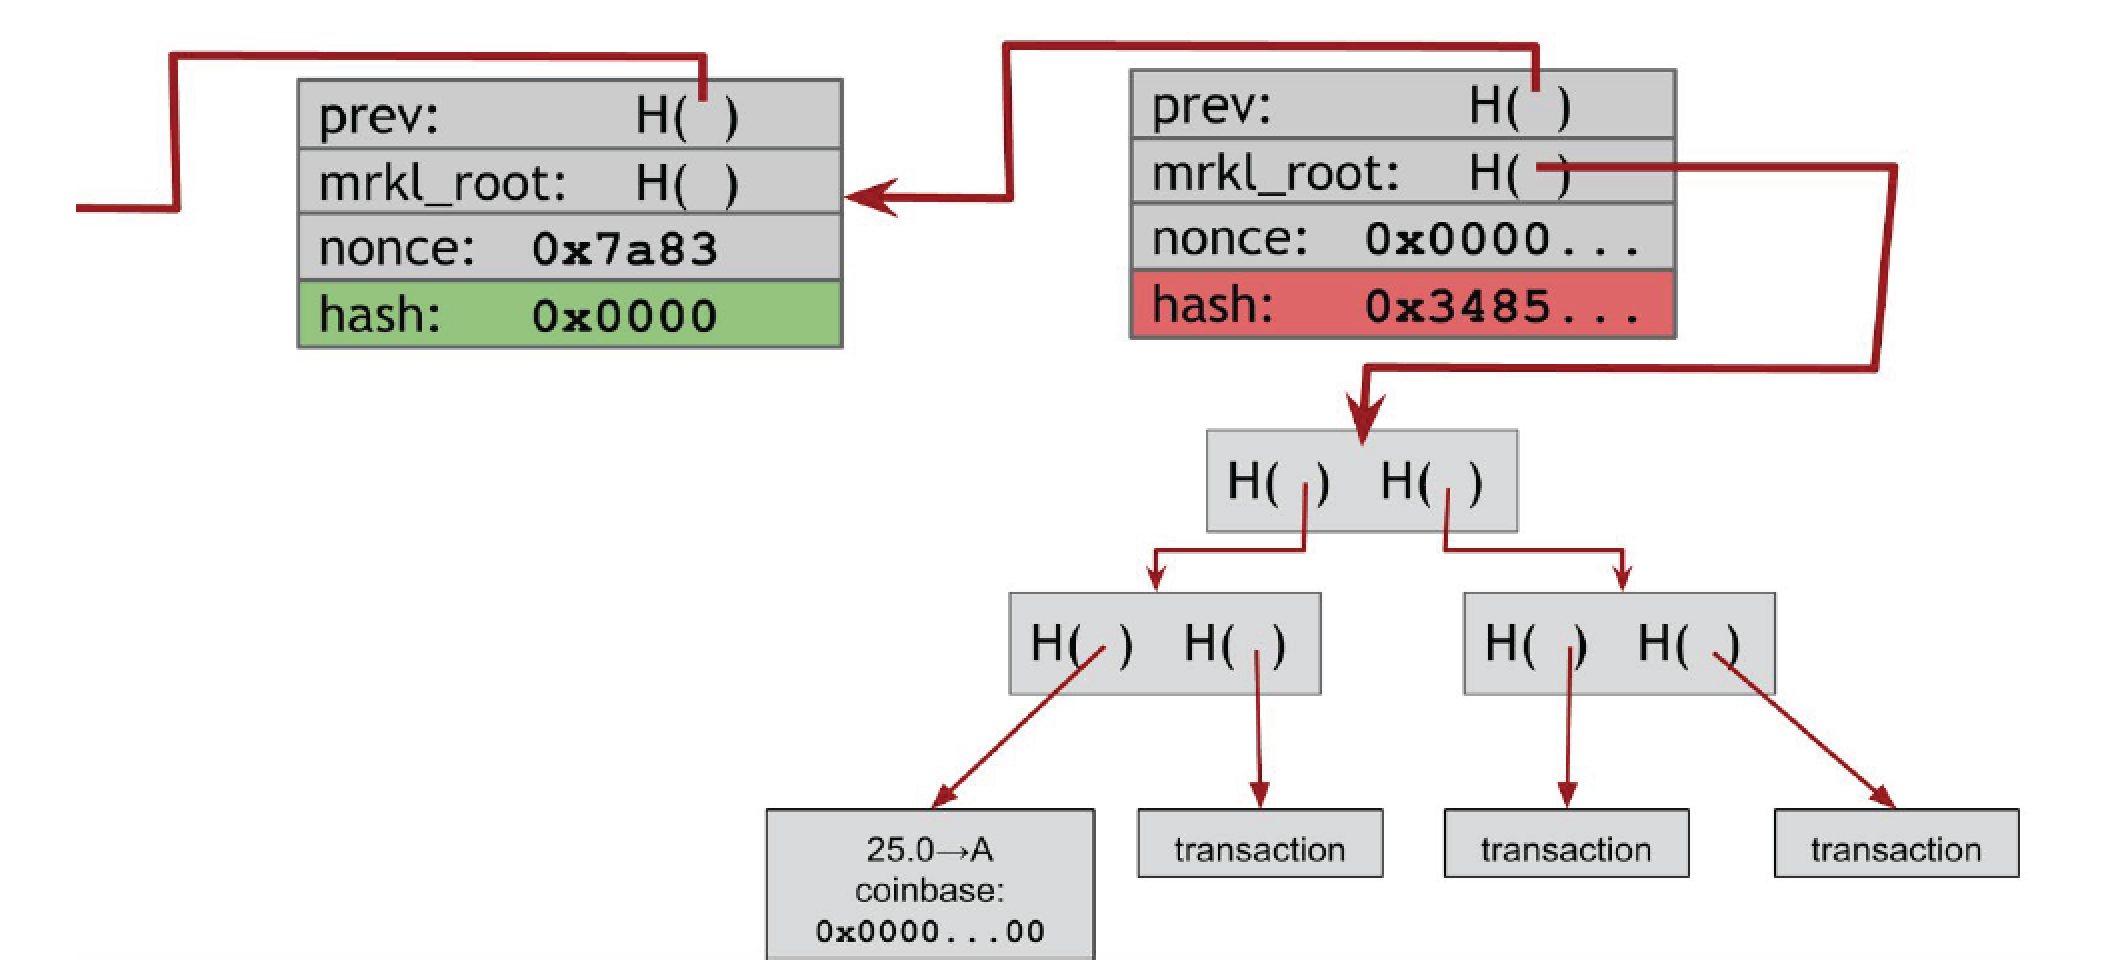 prev: H( )
mrkl_root: H( )
nonce: 0x7a83
hash: 0x0000
prev: H( )
mrkl_root: H( )
nonce: 0x0000...
hash: 0x3485...
H( ) H( )
H( ) H( )
H( ) H( )
25.0→A
coinbase:
0x0000...00
transaction
transaction
transaction